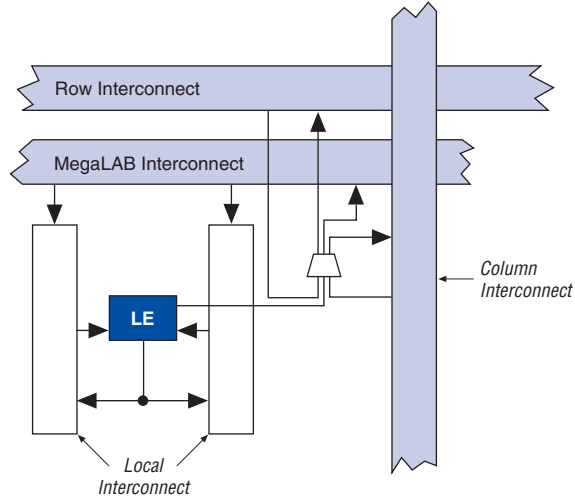 Row Interconnect
MegaLAB Interconnect
Column
Interconnect
LE
Local
Interconnect